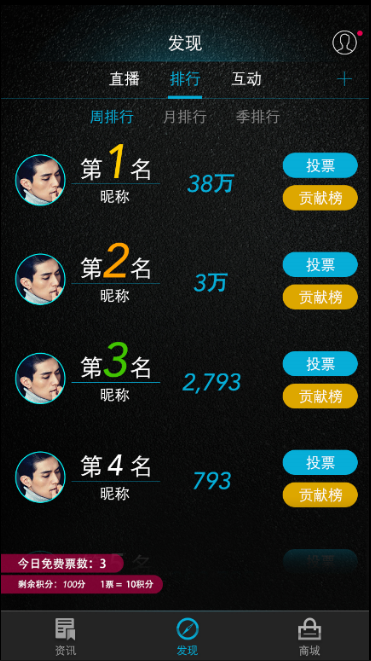 发现
直播 排行 互动
周排行 月排行 季排行
第1名
昵称
38万
投票
贡献榜
第2名
昵称
3万
投票
贡献榜
第3名
昵称
2,793
投票
贡献榜
第4名
昵称
793
投票
贡献榜
今日免费票数：3
剩余积分：100分 1票 = 10积分
资讯 发现 商城